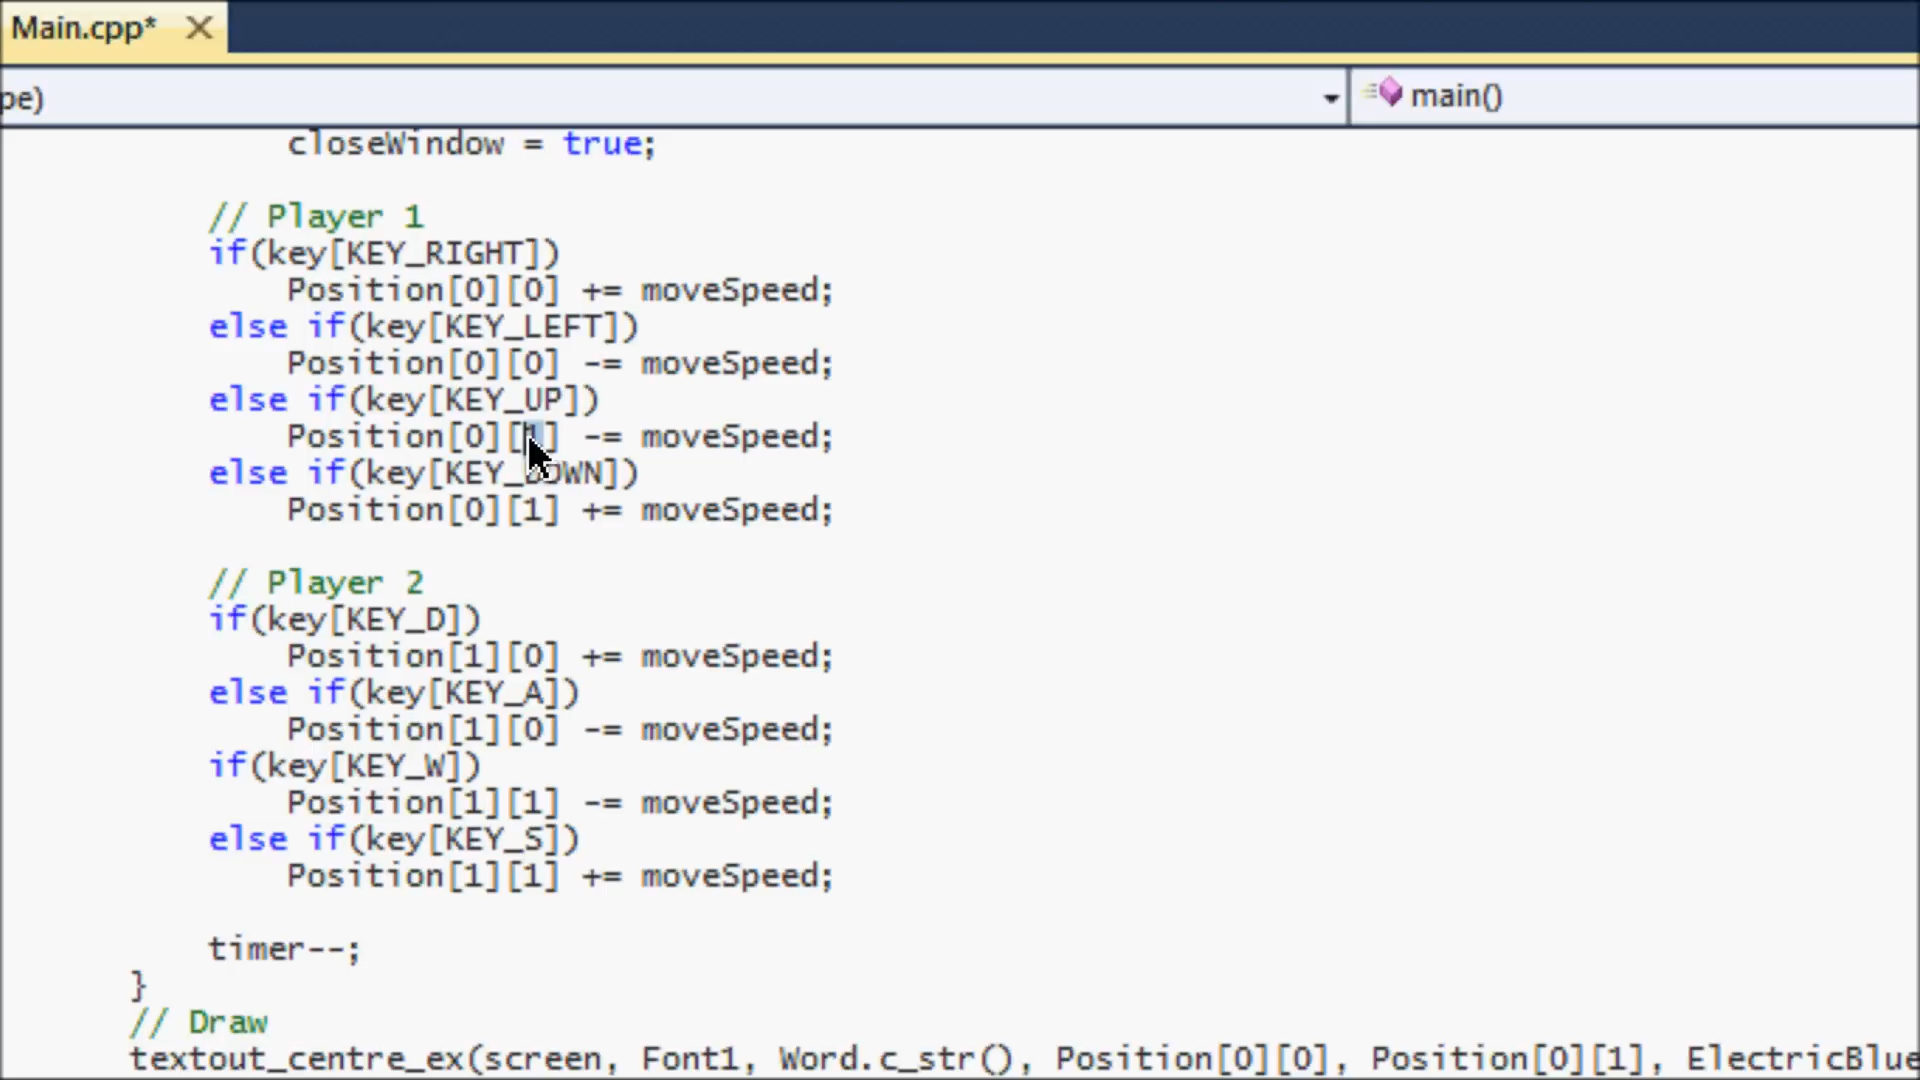 Main.cpp*
pe)
main()
closeWindow = true;
// Player 1
if(key[KEY_RIGHT])
Position[0][0] += moveSpeed;
else if(key[KEY_LEFT])
Position[0][0] -= moveSpeed;
else if(key[KEY_UP])
Position[0][1] -= moveSpeed;
else if(key[KEY_DOWN])
Position[0][1] += moveSpeed;
// Player 2
if(key[KEY_D])
Position[1][0] += moveSpeed;
else if(key[KEY_A])
Position[1][0] -= moveSpeed;
if(key[KEY_W])
Position[1][1] -= moveSpeed;
else if(key[KEY_S])
Position[1][1] += moveSpeed;
timer--;
}
// Draw
textout_centre_ex(screen, Font1, Word.c_str(), Position[0][0], Position[0][1], ElectricBlue